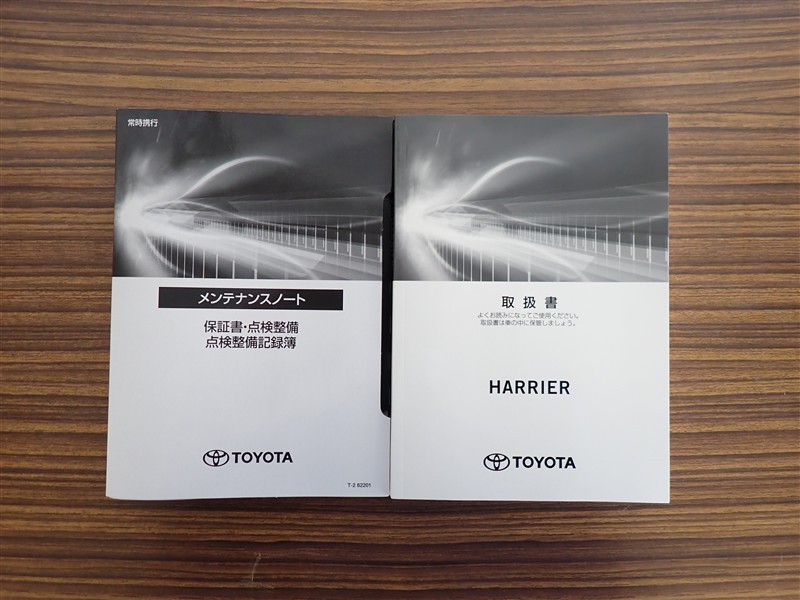 常時携行
メンテナンスノート
保証書・点検整備
点検整備記録簿
TOYOTA
T-2 62201
取扱書
よくお読みになってご使用ください。
取扱書は車の中に保管しましょう。
HARRIER
TOYOTA